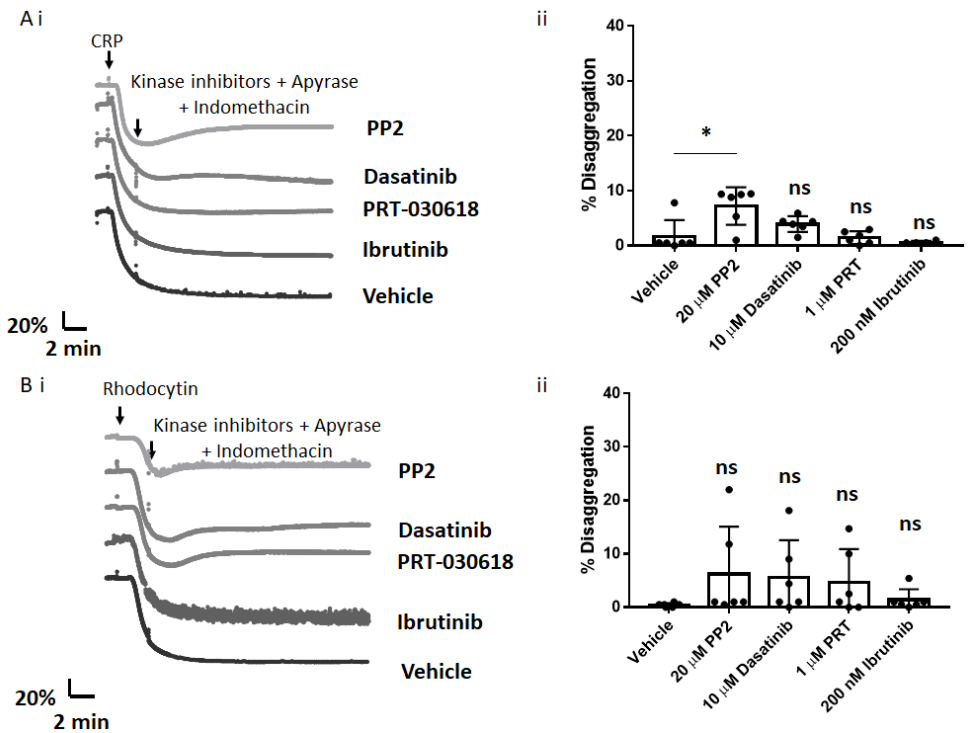 A i
CRP
Kinase inhibitors + Apyrase
+ Indomethacin
PP2
Dasatinib
PRT-030618
Ibrutinib
Vehicle
20%
2 min
ii
% Disaggregation
40
30
20
10
0
*
ns
ns
ns
Vehicle
20 μM PP2
10 μM Dasatinib
1 μM PRT
200 nM Ibrutinib
B i
Rhodocytin
Kinase inhibitors + Apyrase
+ Indomethacin
PP2
Dasatinib
PRT-030618
Ibrutinib
Vehicle
20%
2 min
ii
% Disaggregation
40
30
20
10
0
ns
ns
ns
ns
Vehicle
20 μM PP2
10 μM Dasatinib
1 μM PRT
200 nM Ibrutinib